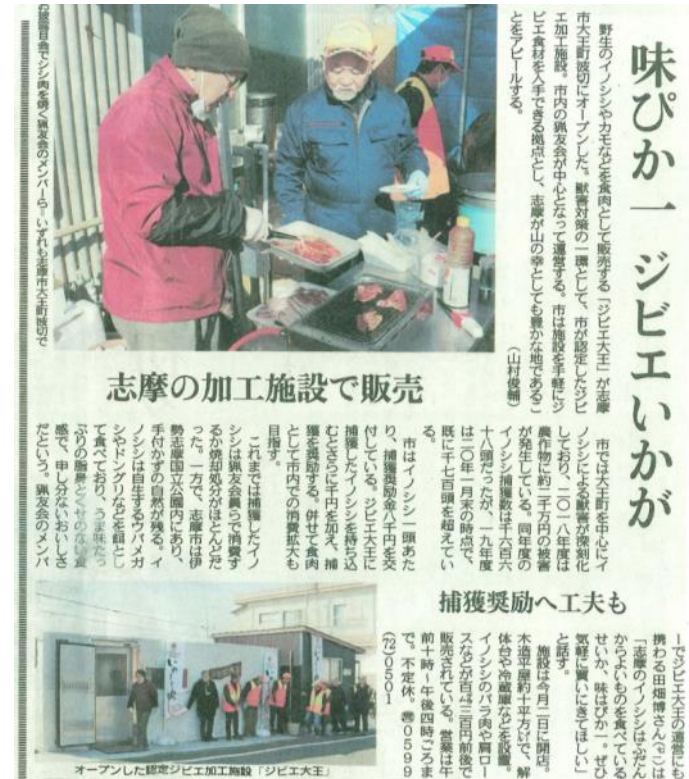 味ぴか一 ジビエいかが
野生のイノシシやカモなどを食肉として販売する「ジビエ大王」が志摩
市大王町波切にオープンした。獣害対策の一環として、市が認定したジビ
エ加工施設。市内の猟友会が中心となって運営する。市は施設を手軽にジ
ビエ食材を入手できる拠点とし、志摩が山の幸としても豊かな地であるこ
とをアピールする。
(山村俊輔)
お披露目会でシシ肉を焼く猟友会のメンバーら=いずれも志摩市大王町波切で
志摩の加工施設で販売
市では大王町を中心にイ
ノシシによる獣害が深刻化
しており、二〇一八年度は
農作物に約二千万円の被害
が発生している。同年度の
イノシシ捕獲数は千六百六
十八頭だったが、一九年度
は二〇年一月末の時点で、
既に千七百頭を超えてい
る。
市はイノシシ一頭あた
り、捕獲奨励金八千円を交
付している。ジビエ大王に
捕獲したイノシシを持ち込
むとさらに千円を加え、捕
獲を奨励する。併せて食肉
として市内での消費拡大も
目指す。
これまでは捕獲したイノ
シシは猟友会員らで消費す
るか焼却処分がほとんどだ
った。一方で、志摩市は伊
勢志摩国立公園内にあり、
手付かずの自然が残る。イ
ノシシは自生するウバメガ
シやドングリなどを餌とし
て食べており、うま味たっ
ぷりの脂身とくせのない食
感で、申し分ないおいしさ
だという。猟友会のメンバ
捕獲奨励へ工夫も
ーでジビエ大王の運営にも
携わる田畑博さん(七二)は
「志摩のイノシシはふだん
からよいものを食べている
せいか、味はぴか一。ぜひ
気軽に買いにきてほしい」
と話す。
施設は今月二日に開店。
木造平屋約十平方㍍で、解
体台や冷蔵庫などを設置。
イノシシのバラ肉や肩ロー
スなどが百㌘三百円前後で
販売されている。営業は午
前十時~午後四時ごろま
で。不定休。電0599
(72)0501
オープンした認定ジビエ加工施設「ジビエ大王」